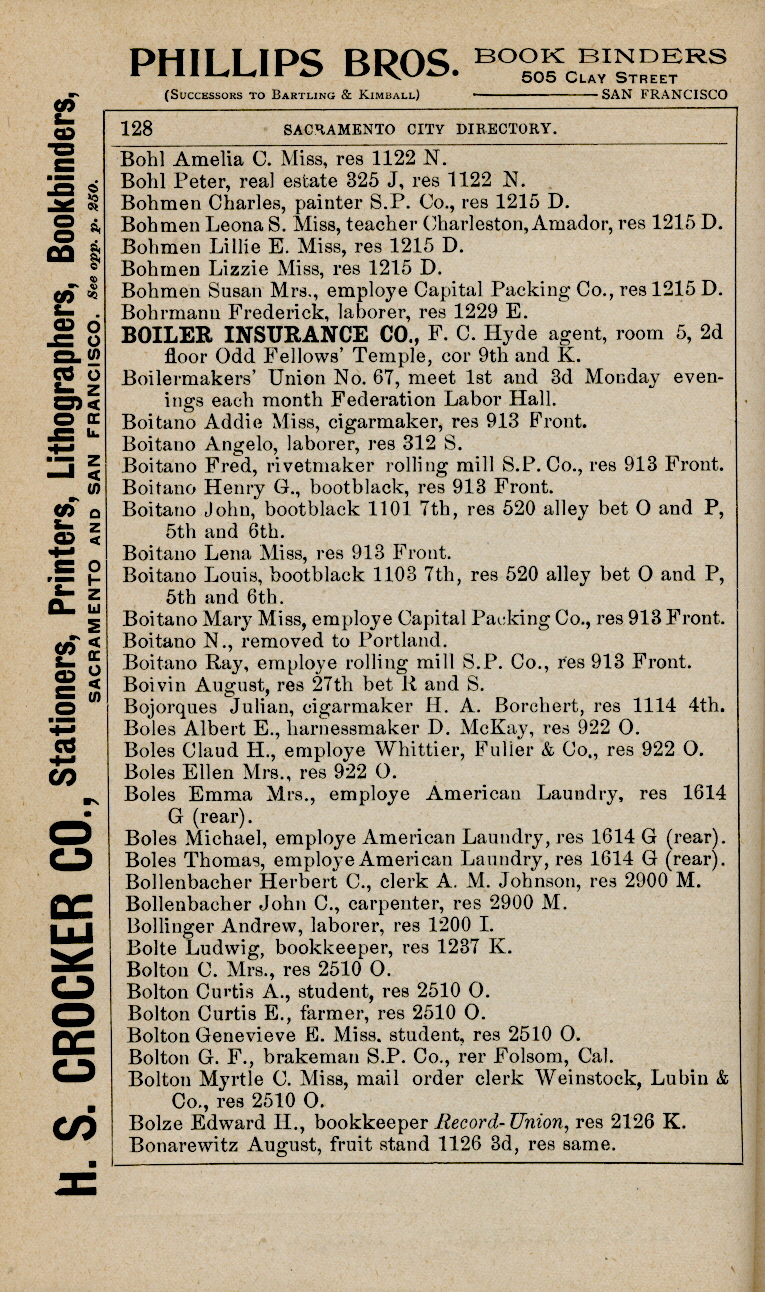 PHILLIPS BROS. BOOK BINDERS
505 CLAY STREET
(SUCCESSORS TO BARTLING & KIMBALL) SAN FRANCISCO
H. S. CROCKER CO., Stationers, Printers, Lithographers, Bookbinders,
SACRAMENTO AND SAN FRANCISCO. See opp. p. 250.
128 SACRAMENTO CITY DIRECTORY.
Bohl Amelia C. Miss, res 1122 N.
Bohl Peter, real estate 325 J, res 1122 N.
Bohmen Charles, painter S.P. Co., res 1215 D.
Bohmen Leona S. Miss, teacher Charleston, Amador, res 1215 D.
Bohmen Lillie E. Miss, res 1215 D.
Bohmen Lizzie Miss, res 1215 D.
Bohmen Susan Mrs., employe Capital Packing Co., res 1215 D.
Bohrmann Frederick, laborer, res 1229 E.
BOILER INSURANCE CO., F. C. Hyde agent, room 5, 2d
floor Odd Fellows' Temple, cor 9th and K.
Boilermakers' Union No. 67, meet 1st and 3d Monday even-
ings each month Federation Labor Hall.
Boitano Addie Miss, cigarmaker, res 913 Front.
Boitano Angelo, laborer, res 312 S.
Boitano Fred, rivetmaker rolling mill S.P. Co., res 913 Front.
Boitano Henry G., bootblack, res 913 Front.
Boitano John, bootblack 1101 7th, res 520 alley bet O and P,
5th and 6th.
Boitano Lena Miss, res 913 Front.
Boitano Louis, bootblack 1103 7th, res 520 alley bet O and P,
5th and 6th.
Boitano Mary Miss, employe Capital Packing Co., res 913 Front.
Boitano N., removed to Portland.
Boitano Ray, employe rolling mill S.P. Co., res 913 Front.
Boivin August, res 27th bet R and S.
Bojorques Julian, cigarmaker H. A. Borchert, res 1114 4th.
Boles Albert E., harnessmaker D. McKay, res 922 O.
Boles Claud H., employe Whittier, Fuller & Co., res 922 O.
Boles Ellen Mrs., res 922 O.
Boles Emma Mrs., employe American Laundry, res 1614
G (rear).
Boles Michael, employe American Laundry, res 1614 G (rear).
Boles Thomas, employe American Laundry, res 1614 G (rear).
Bollenbacher Herbert C., clerk A. M. Johnson, res 2900 M.
Bollenbacher John C., carpenter, res 2900 M.
Bollinger Andrew, laborer, res 1200 I.
Bolte Ludwig, bookkeeper, res 1237 K.
Bolton C. Mrs., res 2510 O.
Bolton Curtis A., student, res 2510 O.
Bolton Curtis E., farmer, res 2510 O.
Bolton Genevieve E. Miss. student, res 2510 O.
Bolton G. F., brakeman S.P. Co., rer Folsom, Cal.
Bolton Myrtle C. Miss, mail order clerk Weinstock, Lubin &
Co., res 2510 O.
Bolze Edward H., bookkeeper Record-Union, res 2126 K.
Bonarewitz August, fruit stand 1126 3d, res same.